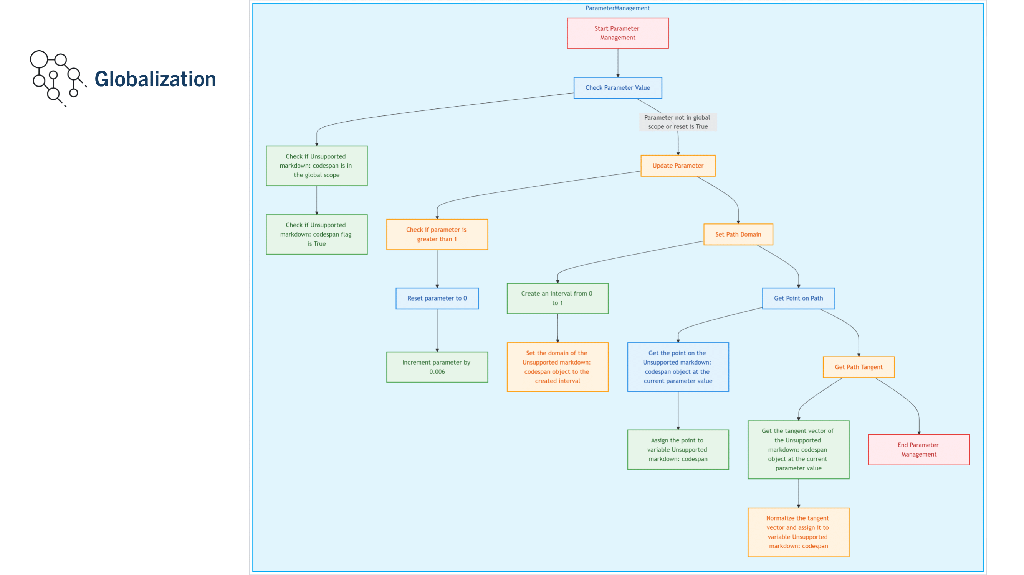 ParameterManagement
Start Parameter
Management
Globalization
Check Parameter Value
Parameter not in global
scope or reset is True
Check if Unsupported
markdown: codespan is in
the global scope
Update Parameter
Check if Unsupported
markdown: codespan flag
is True
Check if parameter is
greater than 1
Set Path Domain
Reset parameter to 0
Create an interval from 0
to 1
Get Point on Path
Increment parameter by
0.006
Set the domain of the
Unsupported markdown:
codespan object to the
created interval
Get the point on the
Unsupported markdown:
codespan object at the
current parameter value
Get Path Tangent
Assign the point to
variable Unsupported
markdown: codespan
Get the tangent vector of
the Unsupported
markdown: codespan
object at the current
parameter value
End Parameter
Management
Normalize the tangent
vector and assign it to
variable Unsupported
markdown: codespan